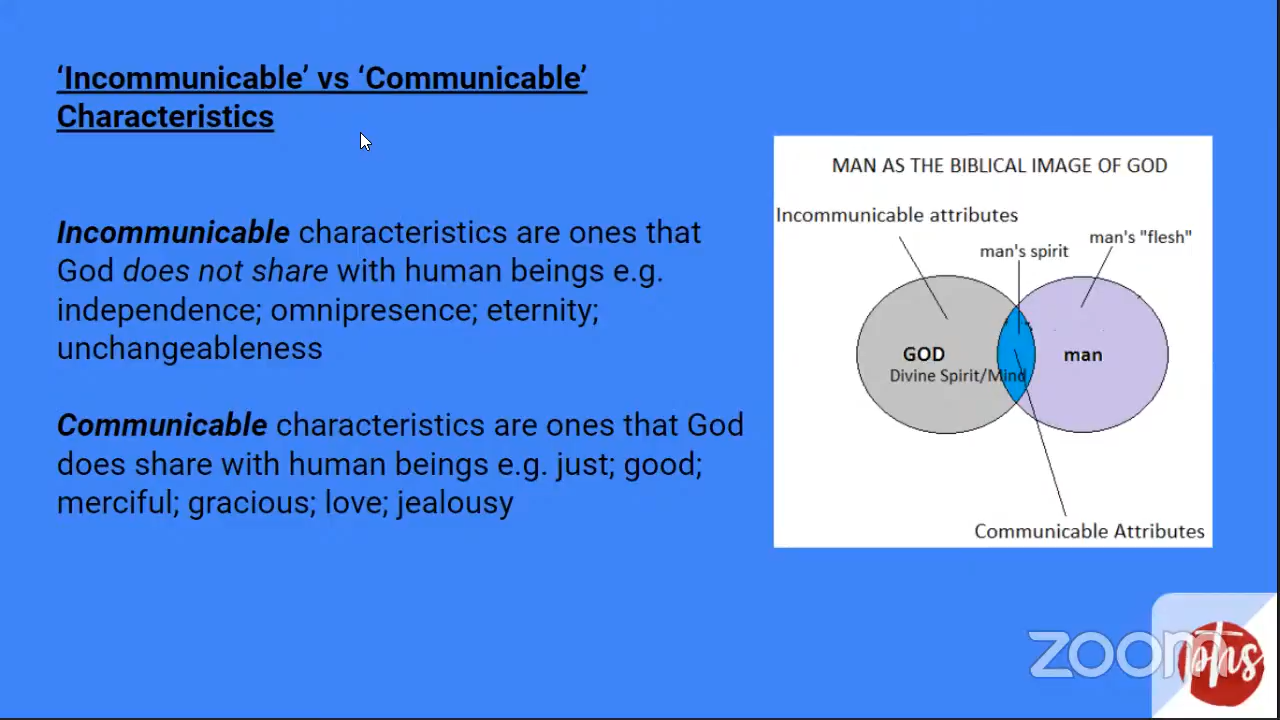 ‘Incommunicable’ vs ‘Communicable’
Characteristics
Incommunicable characteristics are ones that
God does not share with human beings e.g.
independence; omnipresence; eternity;
unchangeableness
Communicable characteristics are ones that God
does share with human beings e.g. just; good;
merciful; gracious; love; jealousy
MAN AS THE BIBLICAL IMAGE OF GOD
Incommunicable attributes
man's "flesh"
man's spirit
GOD
man
Divine Spirit/Mind
Communicable Attributes
zoom
pths